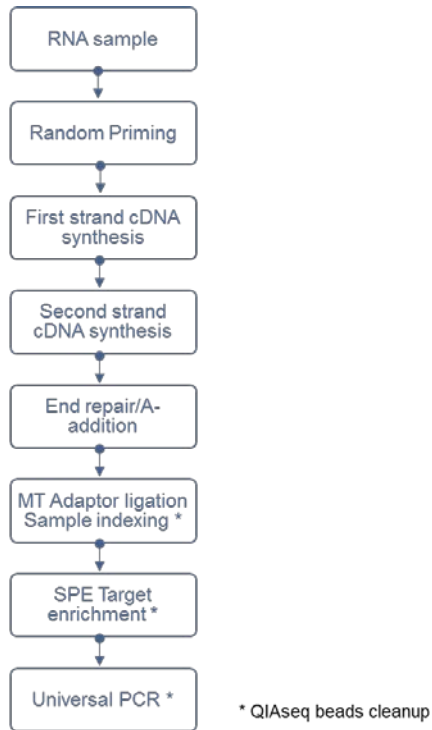 RNA sample
Random Priming
First strand cDNA
synthesis
Second strand
cDNA synthesis
End repair/A-
addition
MT Adaptor ligation
Sample indexing *
SPE Target
enrichment *
Universal PCR *
* QIAseq beads cleanup